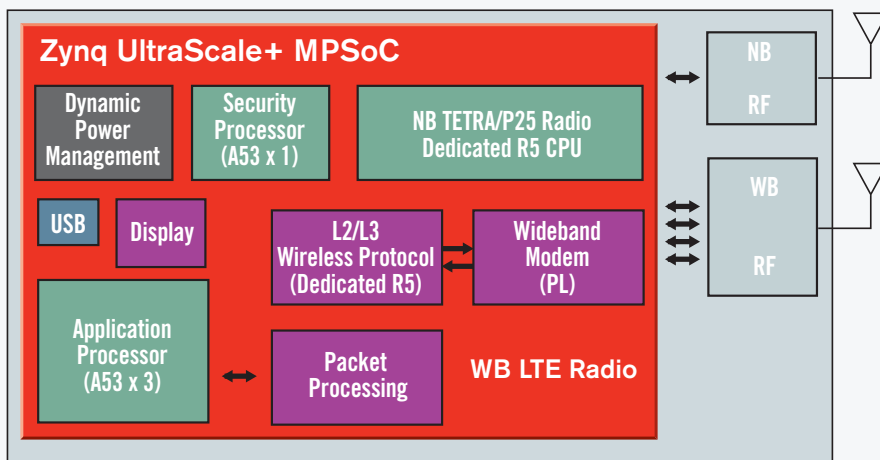 Zynq UltraScale+ MPSoC
Dynamic
Power
Management
Security
Processor
(A53 x 1)
NB TETRA/P25 Radio
Dedicated R5 CPU
NB
RF
USB
Display
L2/L3
Wireless Protocol
(Dedicated R5)
Wideband
Modem
(PL)
WB
RF
Application
Processor
(A53 x 3)
Packet
Processing
WB LTE Radio